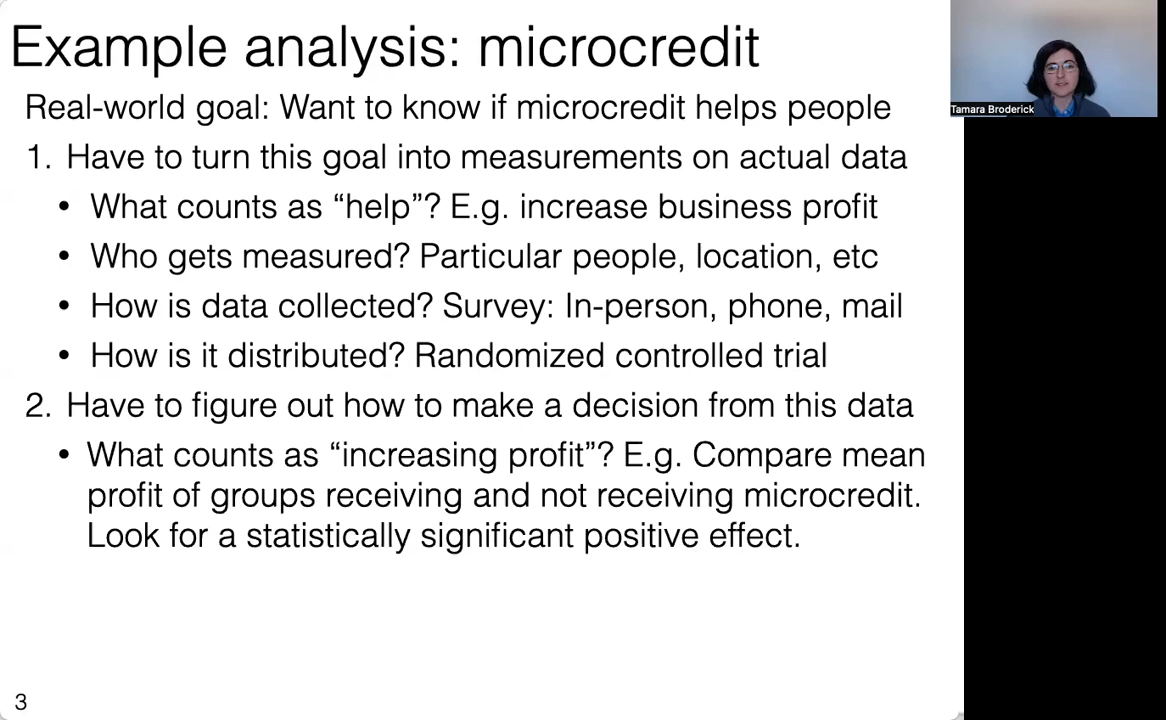 Example analysis: microcredit
Tamara Broderick
Real-world goal: Want to know if microcredit helps people
1. Have to turn this goal into measurements on actual data
• What counts as “help”? E.g. increase business profit
• Who gets measured? Particular people, location, etc
• How is data collected? Survey: In-person, phone, mail
• How is it distributed? Randomized controlled trial
2. Have to figure out how to make a decision from this data
• What counts as “increasing profit”? E.g. Compare mean
profit of groups receiving and not receiving microcredit.
Look for a statistically significant positive effect.
3